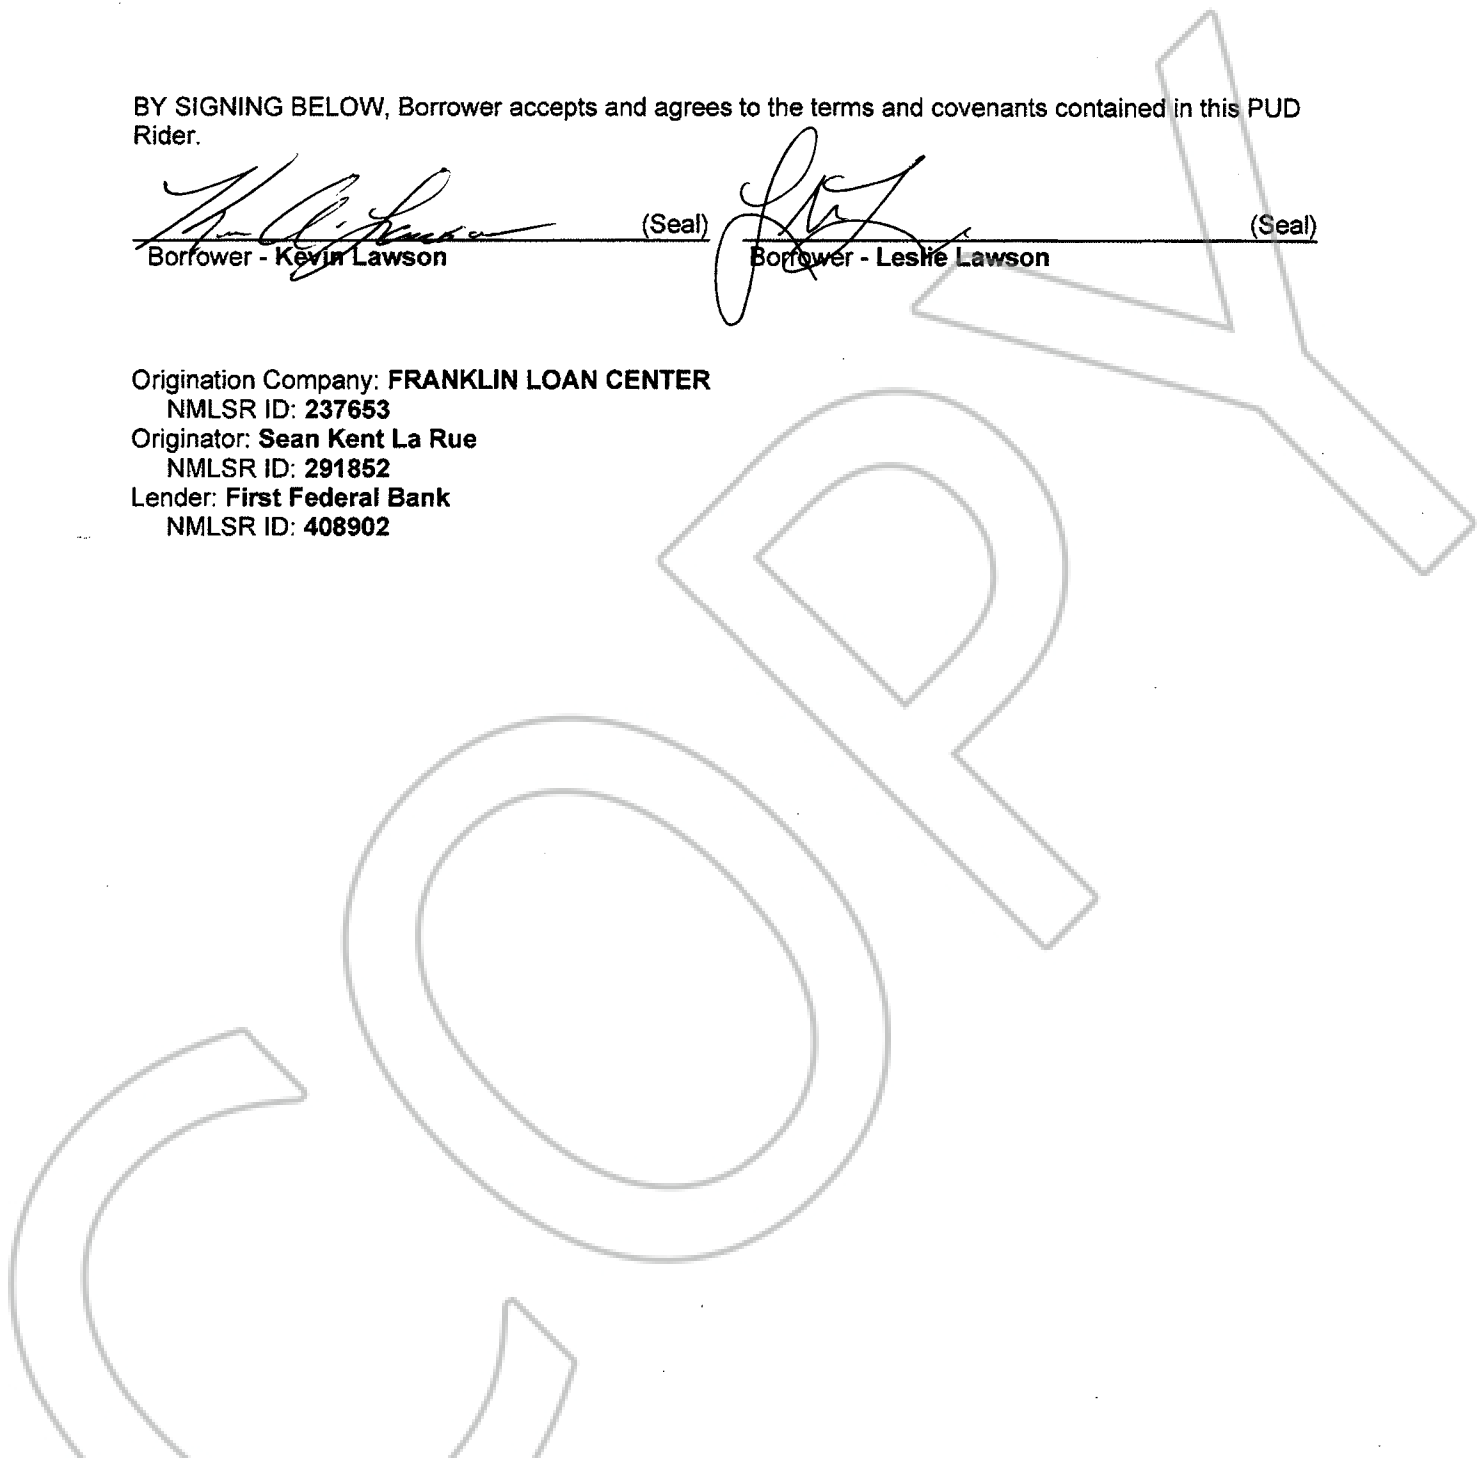 BY SIGNING BELOW, Borrower accepts and agrees to the terms and covenants contained in this PUD
Rider.
(Seal) (Seal)
Borrower - Kevin Lawson Borrower - Leslie Lawson
Origination Company: FRANKLIN LOAN CENTER
NMLSR ID: 237653
Originator: Sean Kent La Rue
NMLSR ID: 291852
Lender: First Federal Bank
NMLSR ID: 408902
COPY